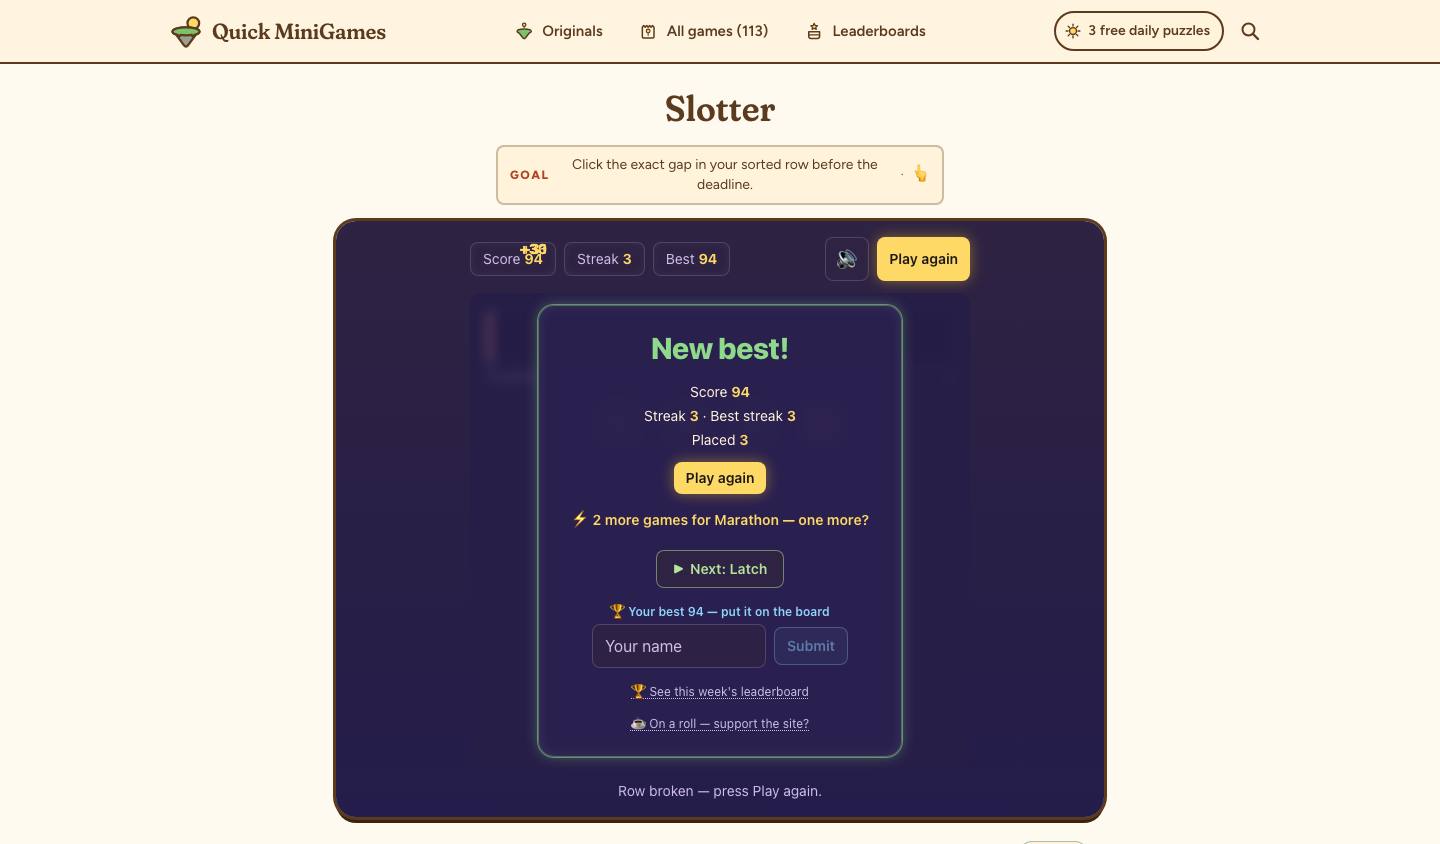 Quick MiniGames
Originals
All games (113)
Leaderboards
3 free daily puzzles
Slotter
GOAL
Click the exact gap in your sorted row before the
deadline.
·
Score 94
Streak 3
Best 94
Play again
New best!
Score 94
Streak 3 · Best streak 3
Placed 3
Play again
2 more games for Marathon — one more?
Next: Latch
Your best 94 — put it on the board
Your name
Submit
See this week's leaderboard
On a roll — support the site?
Row broken — press Play again.